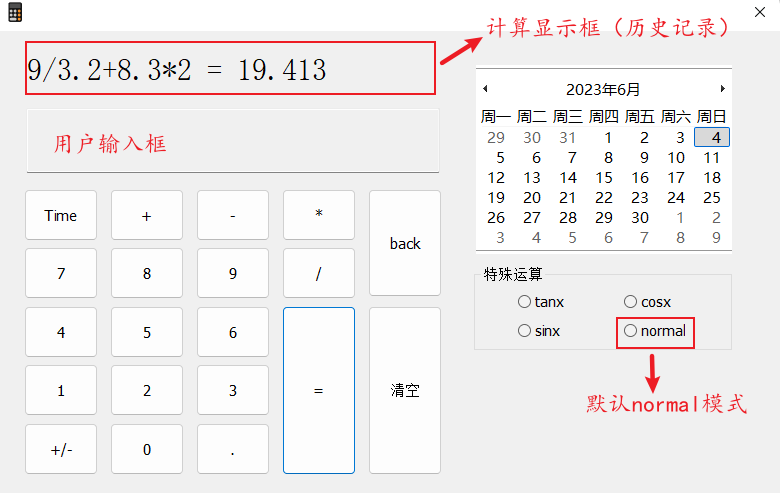 计算显示框（历史记录）
9/3.2+8.3*2 = 19.413
用户输入框
Time + - * back
7 8 9 /
4 5 6 = 清空
1 2 3
+/- 0 .
2023年6月
周一 周二 周三 周四 周五 周六 周日
29 30 31 1 2 3 4
5 6 7 8 9 10 11
12 13 14 15 16 17 18
19 20 21 22 23 24 25
26 27 28 29 30 1 2
3 4 5 6 7 8 9
特殊运算
tanx cosx
sinx normal
默认normal模式